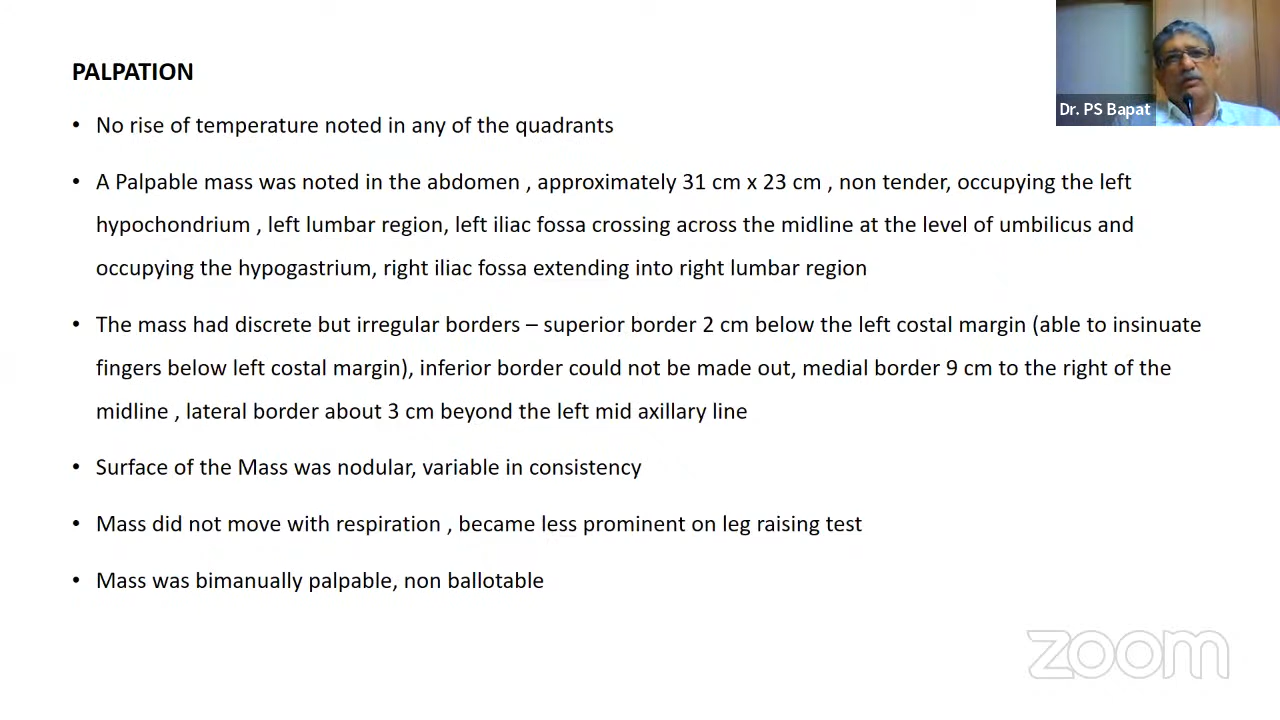 PALPATION
• No rise of temperature noted in any of the quadrants
• A Palpable mass was noted in the abdomen , approximately 31 cm x 23 cm , non tender, occupying the left
hypochondrium , left lumbar region, left iliac fossa crossing across the midline at the level of umbilicus and
occupying the hypogastrium, right iliac fossa extending into right lumbar region
• The mass had discrete but irregular borders – superior border 2 cm below the left costal margin (able to insinuate
fingers below left costal margin), inferior border could not be made out, medial border 9 cm to the right of the
midline , lateral border about 3 cm beyond the left mid axillary line
• Surface of the Mass was nodular, variable in consistency
• Mass did not move with respiration , became less prominent on leg raising test
• Mass was bimanually palpable, non ballotable
Dr. PS Bapat
zoom